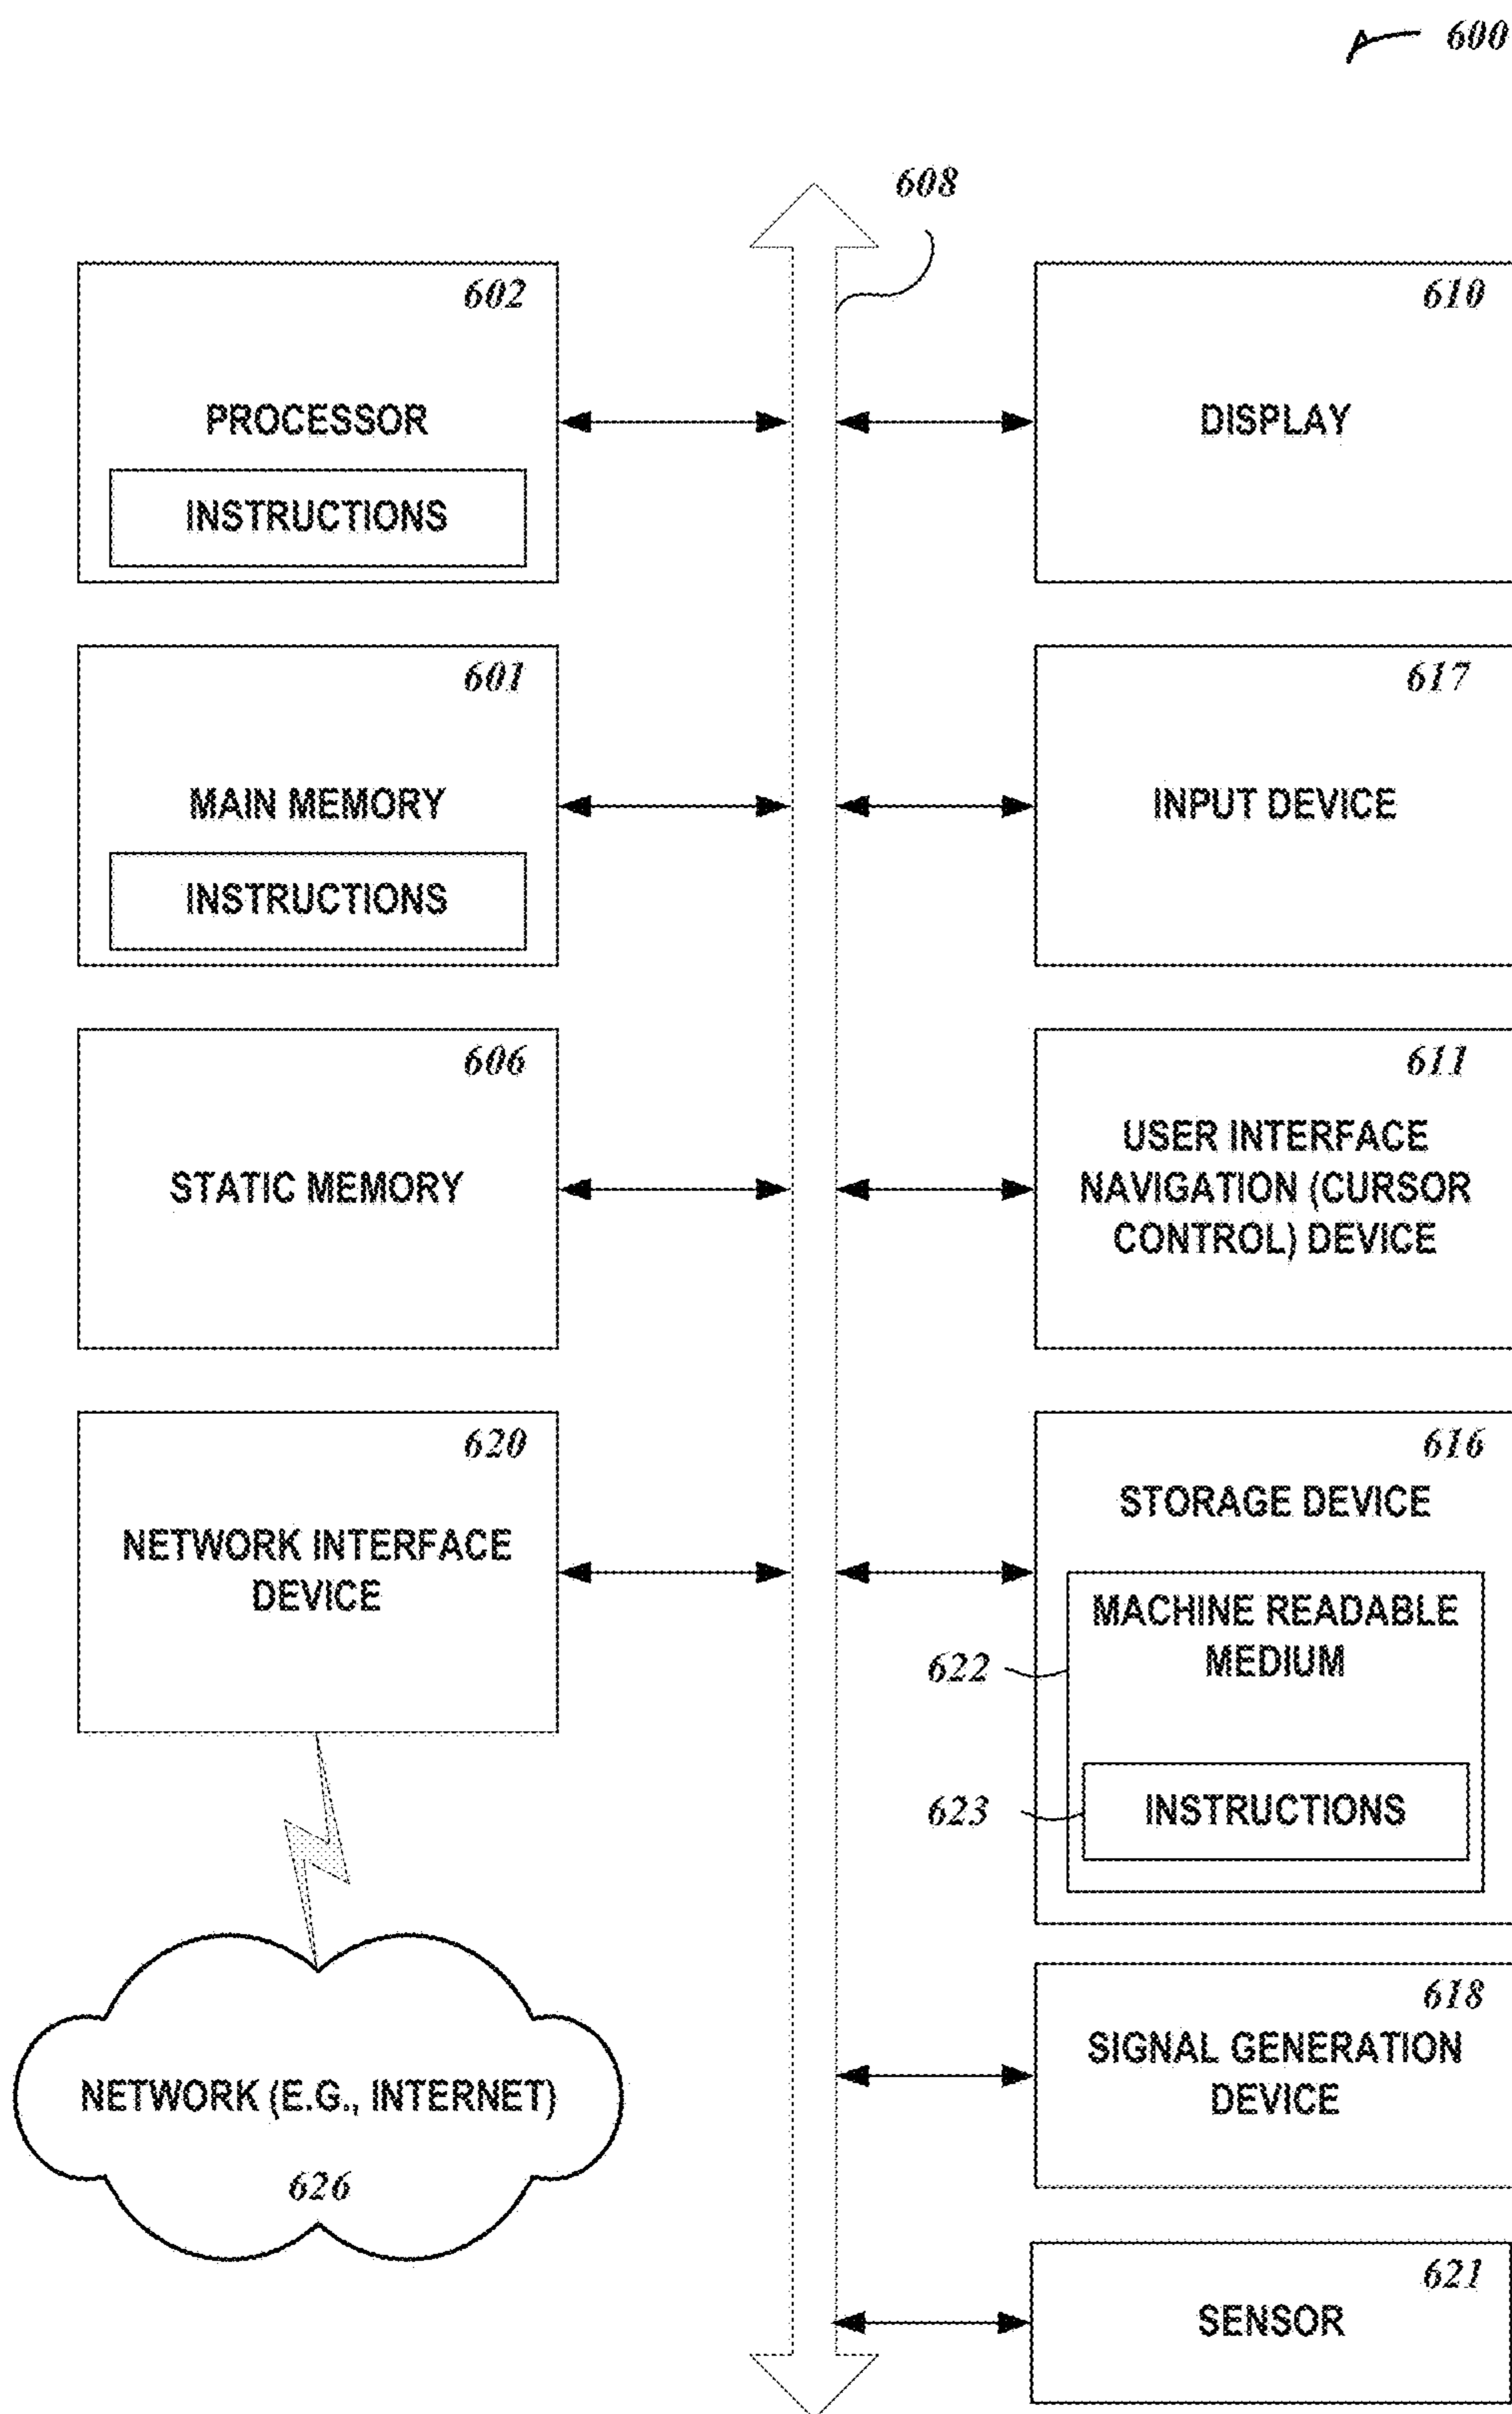 600
608
602
PROCESSOR
INSTRUCTIONS
610
DISPLAY
601
MAIN MEMORY
INSTRUCTIONS
617
INPUT DEVICE
606
STATIC MEMORY
611
USER INTERFACE
NAVIGATION (CURSOR
CONTROL) DEVICE
620
NETWORK INTERFACE
DEVICE
616
STORAGE DEVICE
MACHINE READABLE
MEDIUM
622
623
INSTRUCTIONS
NETWORK (E.G., INTERNET)
626
618
SIGNAL GENERATION
DEVICE
621
SENSOR